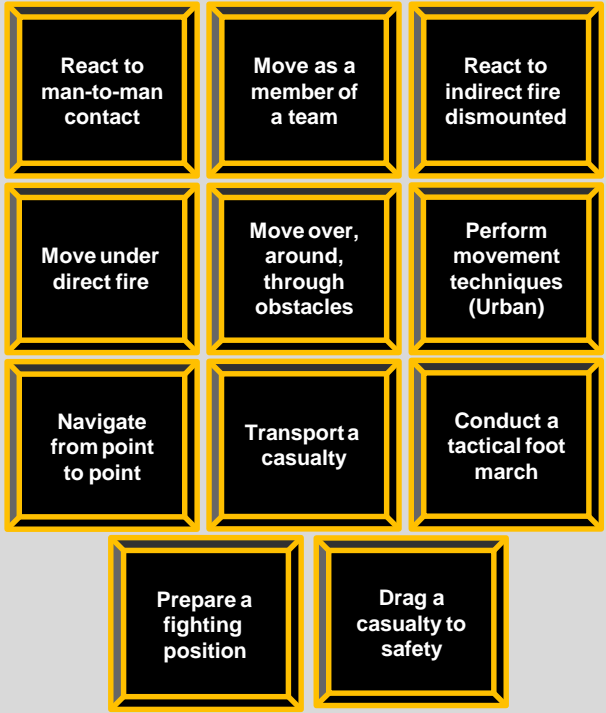 React to
man-to-man
contact
Move as a
member of
a team
React to
indirect fire
dismounted
Move under
direct fire
Move over,
around,
through
obstacles
Perform
movement
techniques
(Urban)
Navigate
from point
to point
Transport a
casualty
Conduct a
tactical foot
march
Prepare a
fighting
position
Drag a
casualty to
safety